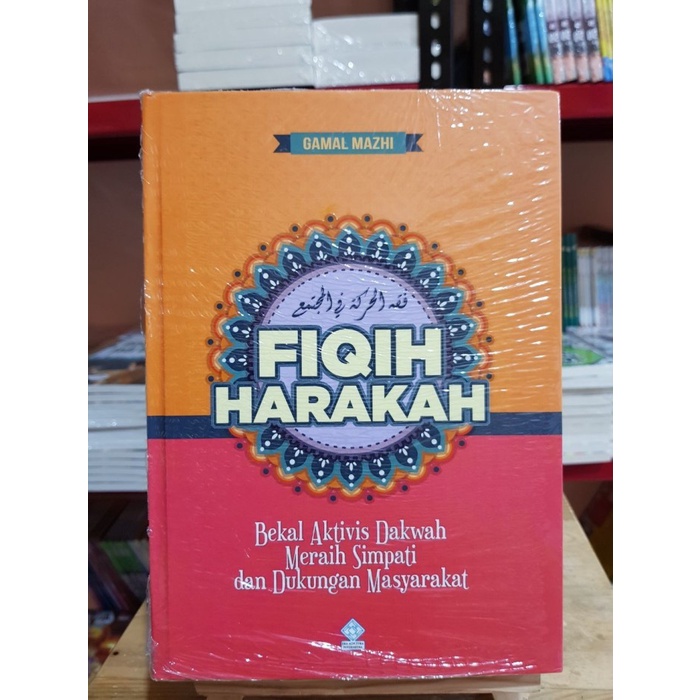 GAMAL MAZHI
فقه الحركة في المجتمع
FIQIH
HARAKAH
Bekal Aktivis Dakwah
Meraih Simpati
dan Dukungan Masyarakat